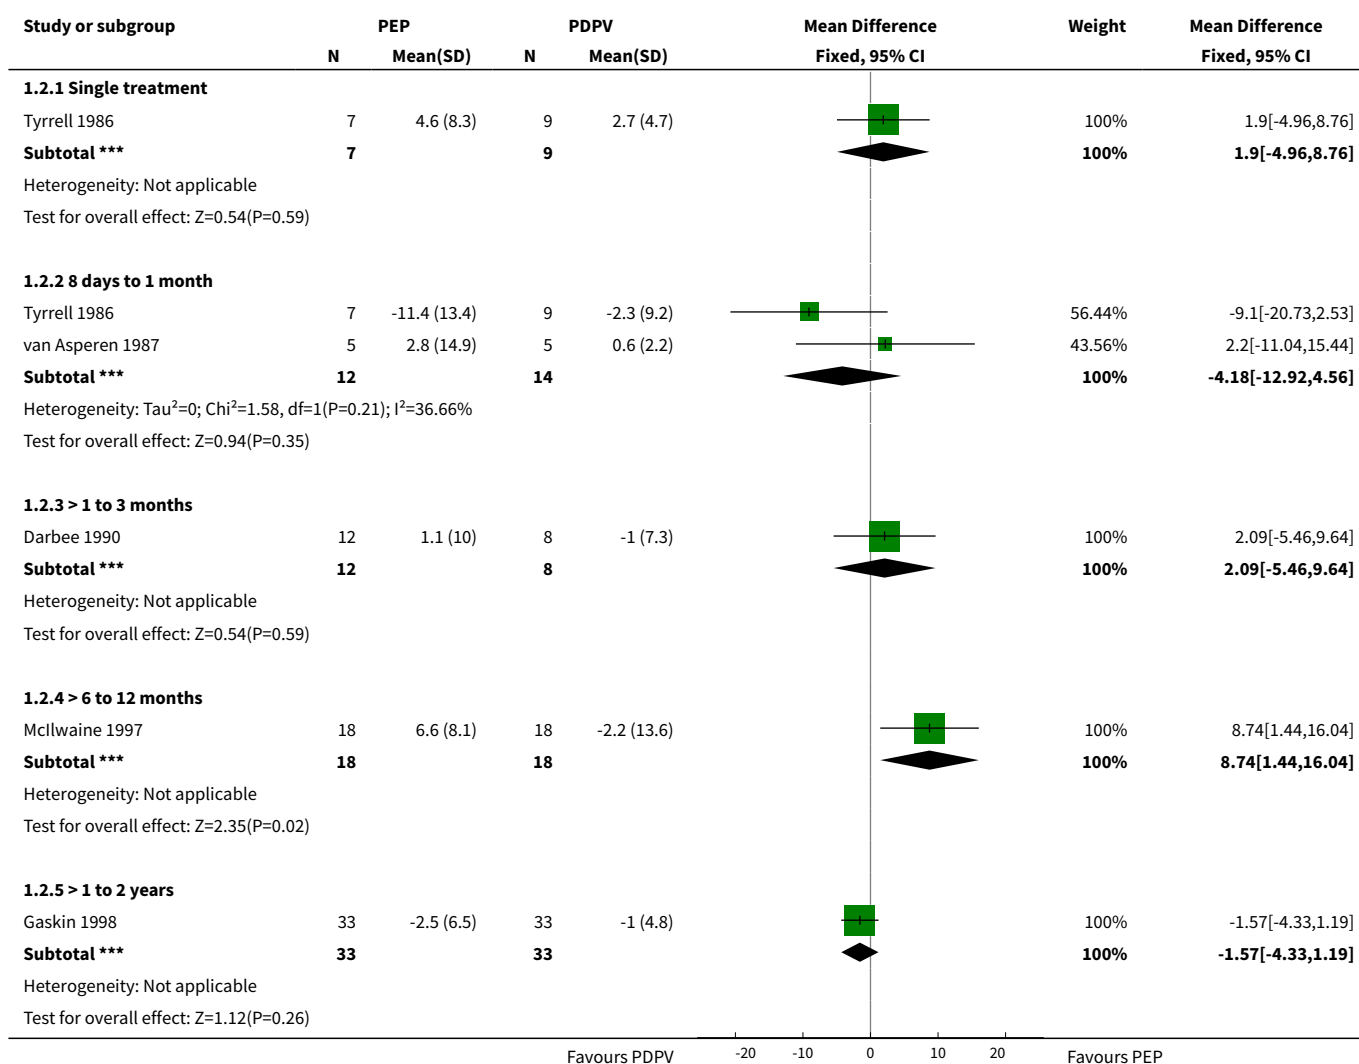 Study or subgroup PEP PDPV Mean Difference Weight Mean Difference
N Mean(SD) N Mean(SD) Fixed, 95% CI Fixed, 95% CI
1.2.1 Single treatment
Tyrrell 1986 7 4.6 (8.3) 9 2.7 (4.7) 100% 1.9[-4.96,8.76]
Subtotal *** 7 9 100% 1.9[-4.96,8.76]
Heterogeneity: Not applicable
Test for overall effect: Z=0.54(P=0.59)
1.2.2 8 days to 1 month
Tyrrell 1986 7 -11.4 (13.4) 9 -2.3 (9.2) 56.44% -9.1[-20.73,2.53]
van Asperen 1987 5 2.8 (14.9) 5 0.6 (2.2) 43.56% 2.2[-11.04,15.44]
Subtotal *** 12 14 100% -4.18[-12.92,4.56]
Heterogeneity: Tau²=0; Chi²=1.58, df=1(P=0.21); I²=36.66%
Test for overall effect: Z=0.94(P=0.35)
1.2.3 > 1 to 3 months
Darbee 1990 12 1.1 (10) 8 -1 (7.3) 100% 2.09[-5.46,9.64]
Subtotal *** 12 8 100% 2.09[-5.46,9.64]
Heterogeneity: Not applicable
Test for overall effect: Z=0.54(P=0.59)
1.2.4 > 6 to 12 months
McIlwaine 1997 18 6.6 (8.1) 18 -2.2 (13.6) 100% 8.74[1.44,16.04]
Subtotal *** 18 18 100% 8.74[1.44,16.04]
Heterogeneity: Not applicable
Test for overall effect: Z=2.35(P=0.02)
1.2.5 > 1 to 2 years
Gaskin 1998 33 -2.5 (6.5) 33 -1 (4.8) 100% -1.57[-4.33,1.19]
Subtotal *** 33 33 100% -1.57[-4.33,1.19]
Heterogeneity: Not applicable
Test for overall effect: Z=1.12(P=0.26)
Favours PDPV -20 -10 0 10 20 Favours PEP